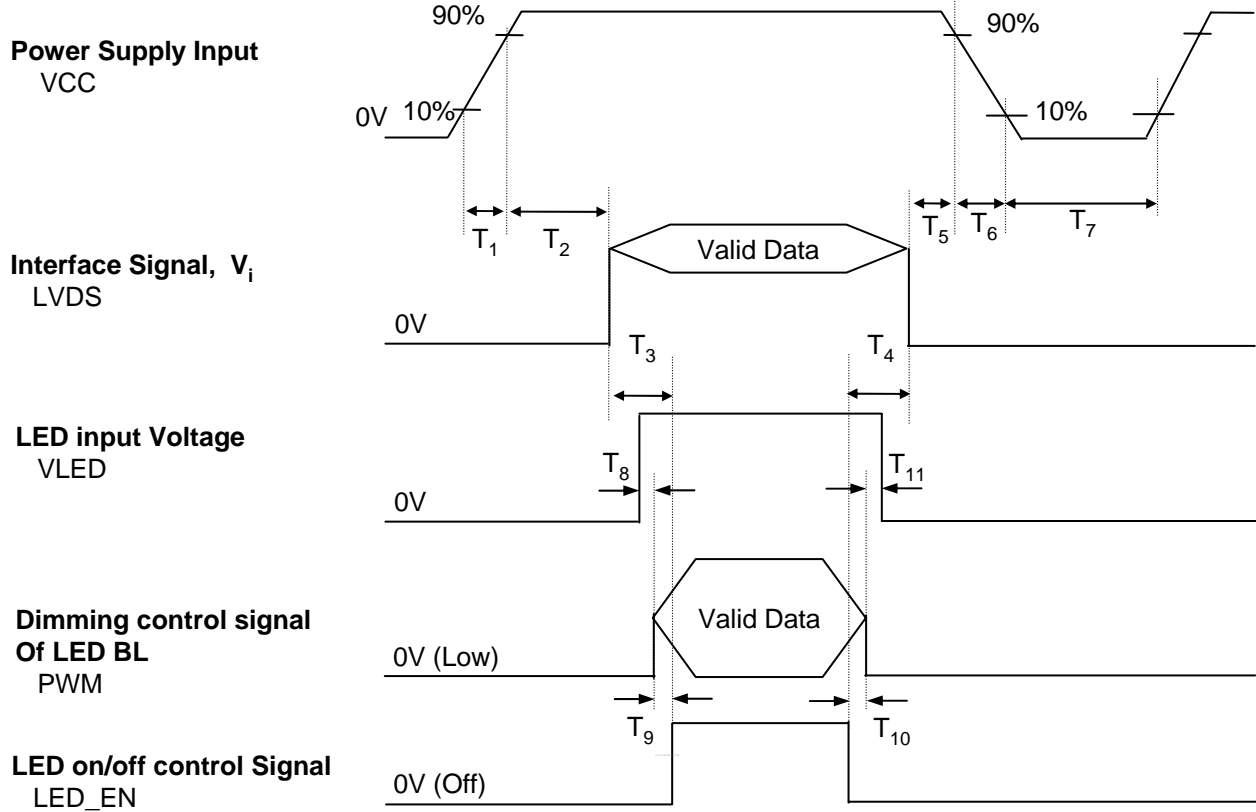 90%
90%
Power Supply Input
VCC
0V 10%
10%
T1
T2
T5
T6
T7
Interface Signal, Vi
LVDS
Valid Data
0V
T3
T4
LED input Voltage
VLED
T8
T11
0V
Dimming control signal
Of LED BL
PWM
Valid Data
0V (Low)
T9
T10
LED on/off control Signal
LED_EN
0V (Off)